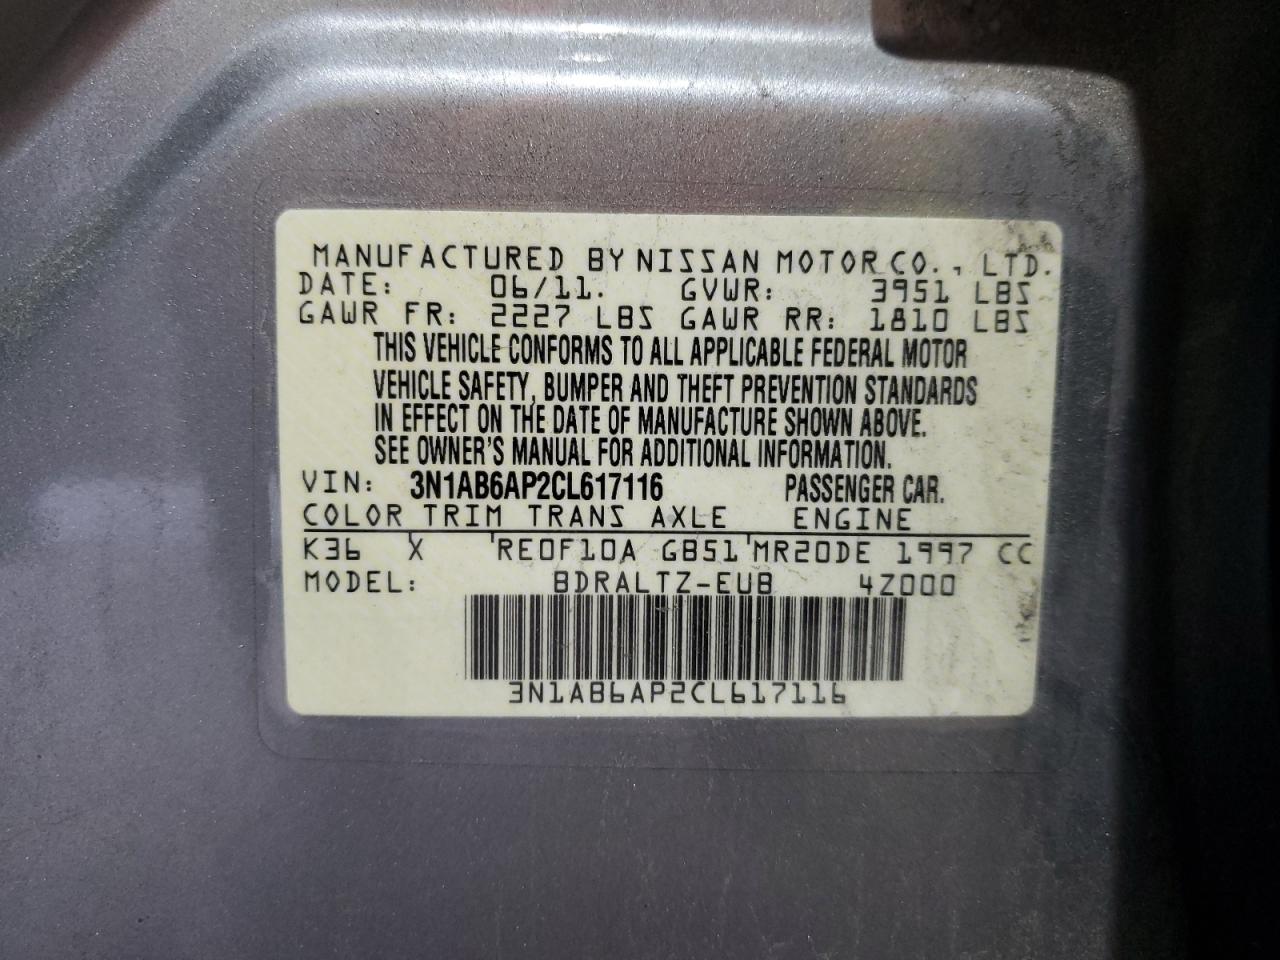 MANUFACTURED BY NISSAN MOTOR CO., LTD.
DATE: 06/11. GVWR: 3951 LBS
GAWR FR: 2227 LBS GAWR RR: 1810 LBS
THIS VEHICLE CONFORMS TO ALL APPLICABLE FEDERAL MOTOR
VEHICLE SAFETY, BUMPER AND THEFT PREVENTION STANDARDS
IN EFFECT ON THE DATE OF MANUFACTURE SHOWN ABOVE.
SEE OWNER'S MANUAL FOR ADDITIONAL INFORMATION.
VIN: 3N1AB6AP2CL617116 PASSENGER CAR.
COLOR TRIM TRANS AXLE ENGINE
K36 X RE0F10A GB51 MR20DE 1997 CC
MODEL: BDRALTZ-EUB 4Z000
3N1AB6AP2CL617116